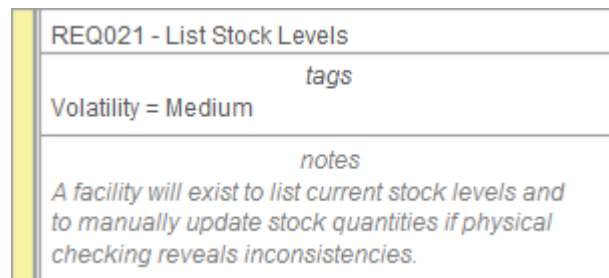 REQ021 - List Stock Levels
tags
Volatility = Medium
notes
A facility will exist to list current stock levels and
to manually update stock quantities if physical
checking reveals inconsistencies.